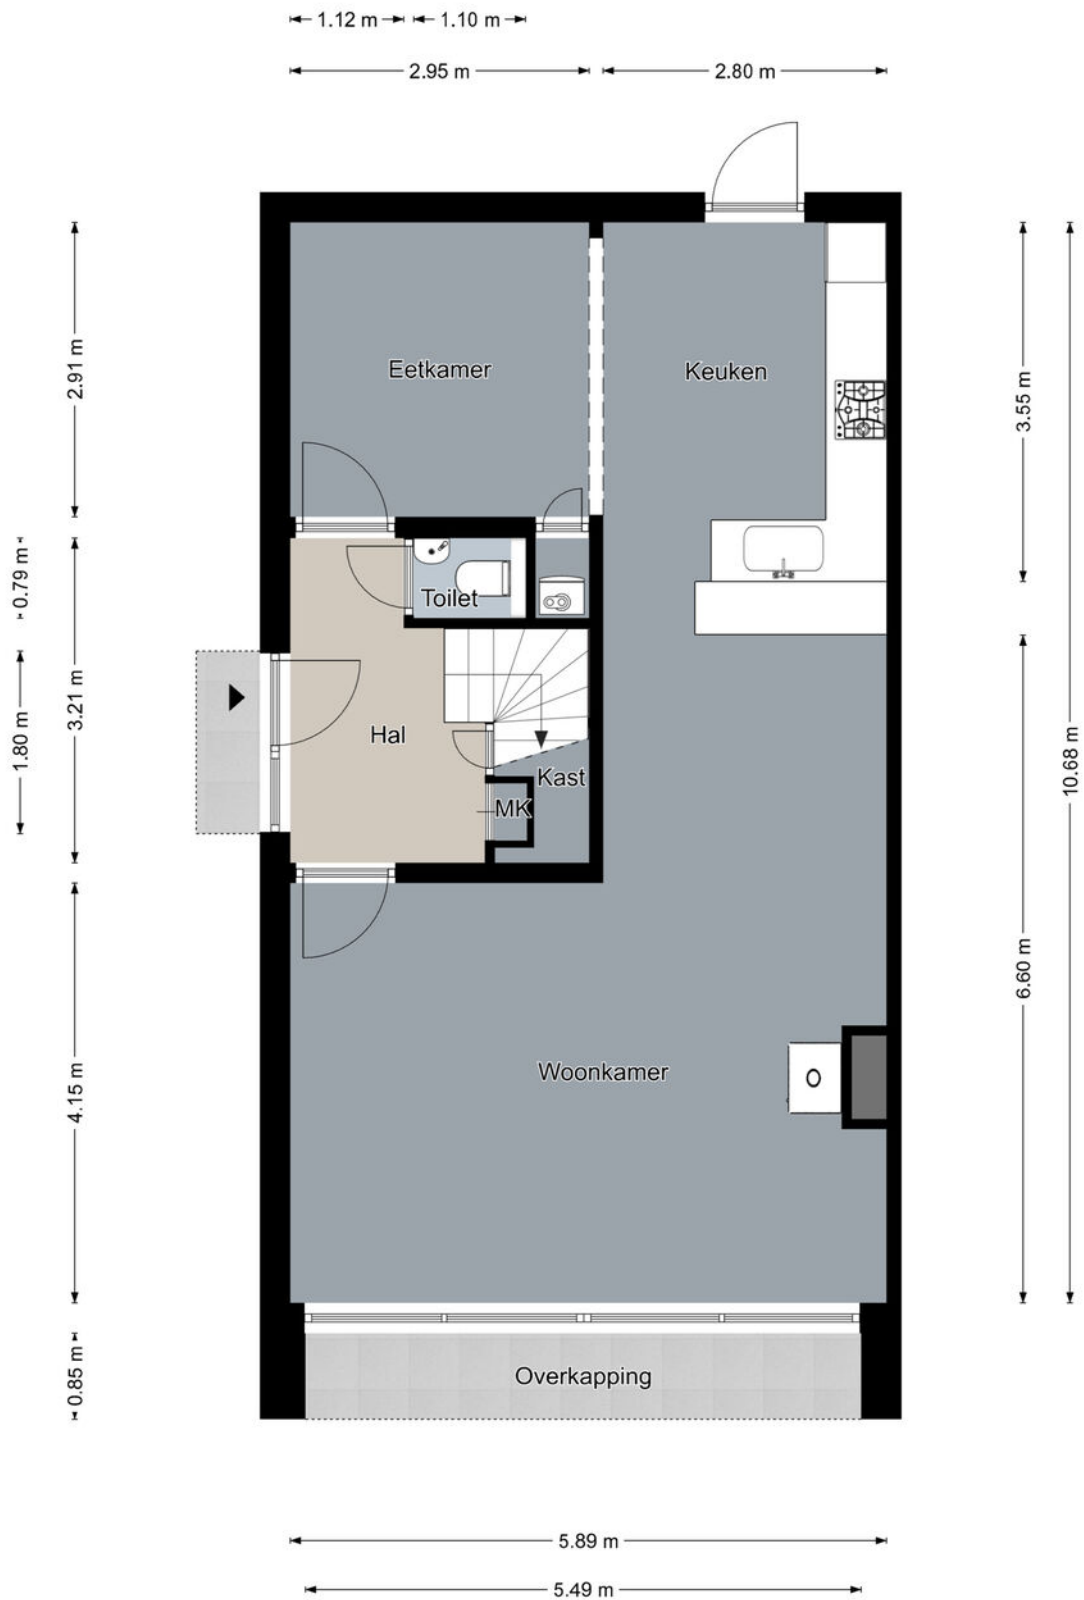 1.12 m
1.10 m
2.95 m
2.80 m
Eetkamer
Keuken
2.91 m
3.55 m
0.79 m
Toilet
3.21 m
1.80 m
Hal
Kast
MK
10.68 m
6.60 m
4.15 m
Woonkamer
0.85 m
Overkapping
5.89 m
5.49 m